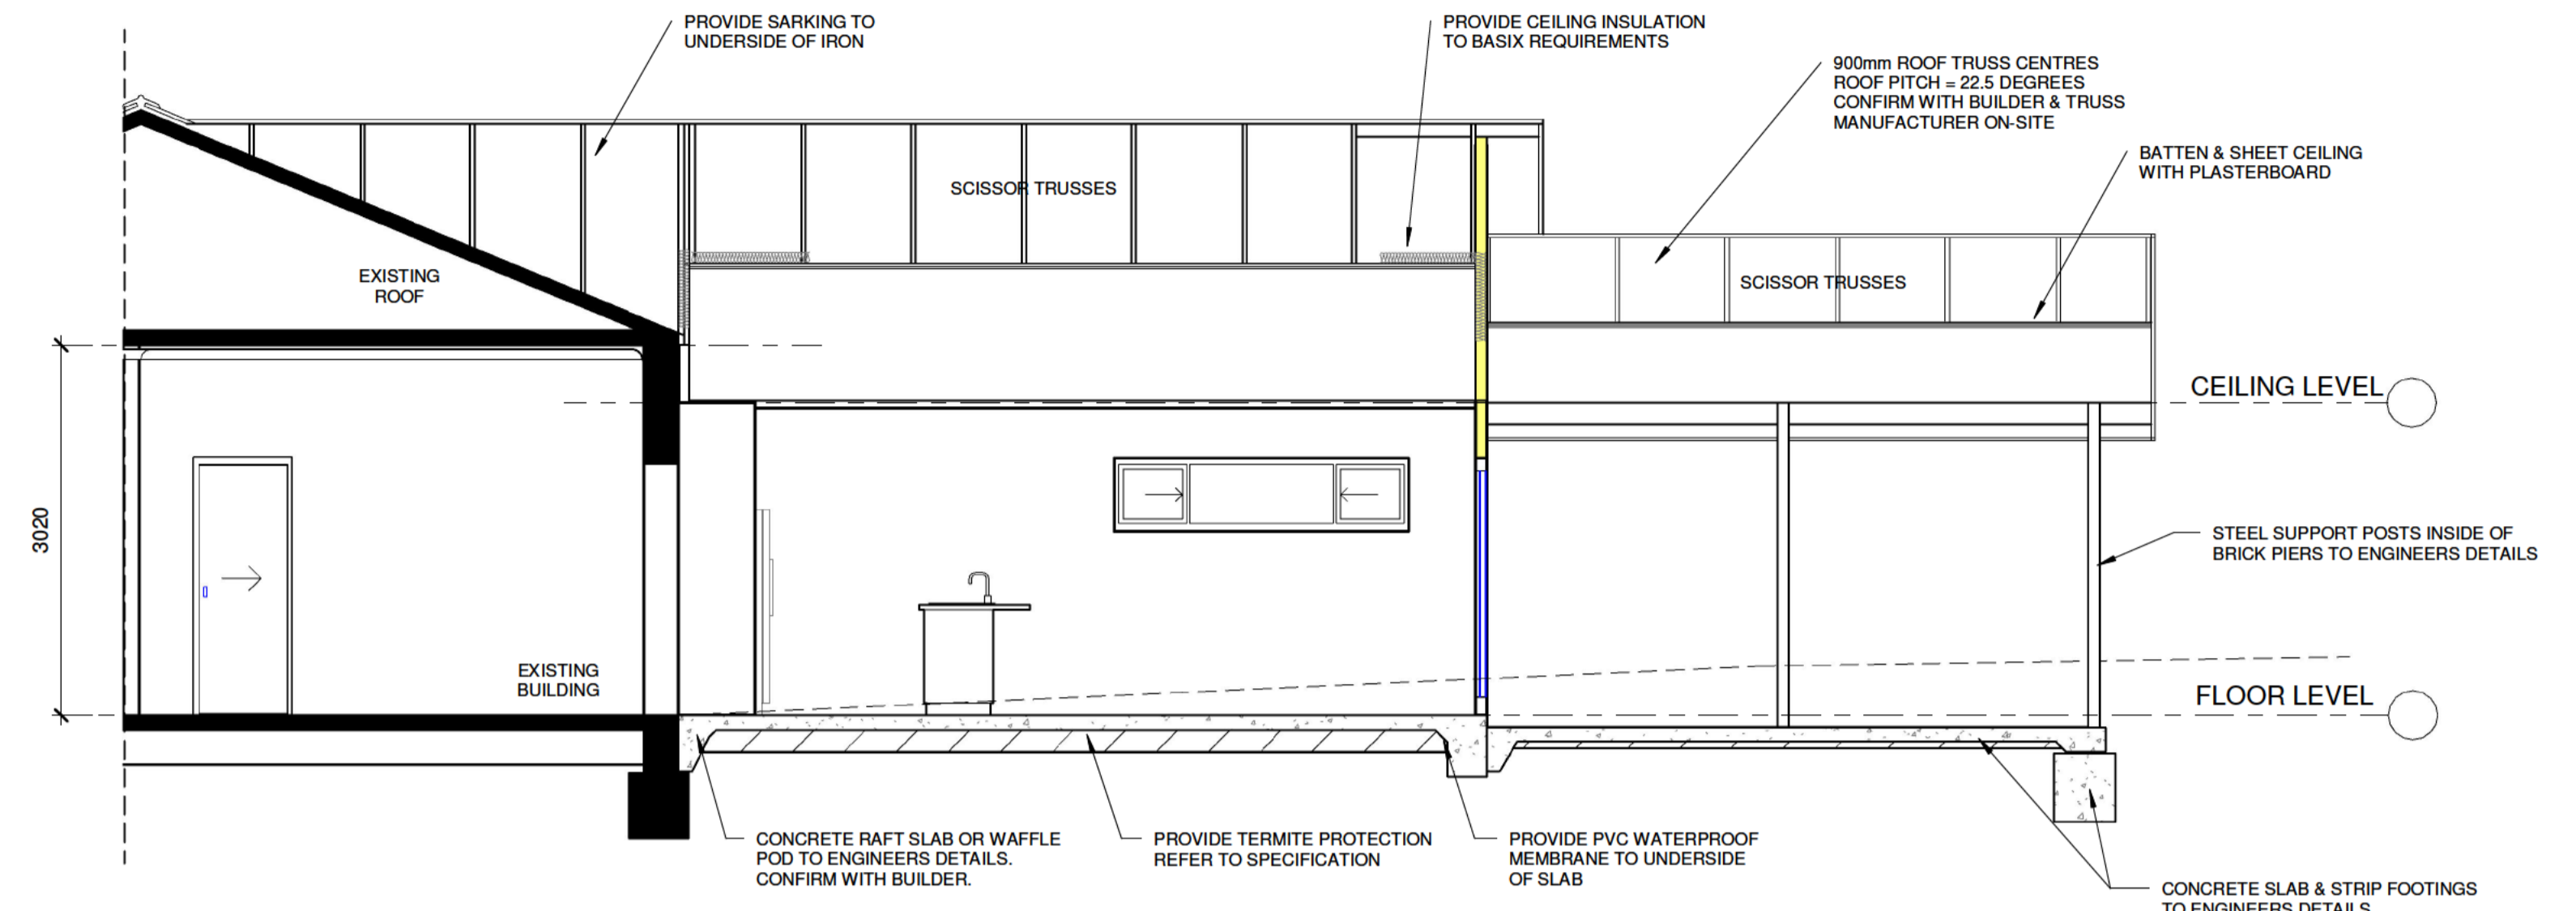 PROVIDE SARKING TO
UNDERSIDE OF IRON
PROVIDE CEILING INSULATION
TO BASIX REQUIREMENTS
900mm ROOF TRUSS CENTRES
ROOF PITCH = 22.5 DEGREES
CONFIRM WITH BUILDER & TRUSS
MANUFACTURER ON-SITE
BATTEN & SHEET CEILING
WITH PLASTERBOARD
SCISSOR TRUSSES
EXISTING
ROOF
SCISSOR TRUSSES
CEILING LEVEL
3020
STEEL SUPPORT POSTS INSIDE OF
BRICK PIERS TO ENGINEERS DETAILS
EXISTING
BUILDING
FLOOR LEVEL
CONCRETE RAFT SLAB OR WAFFLE
POD TO ENGINEERS DETAILS.
CONFIRM WITH BUILDER.
PROVIDE TERMITE PROTECTION
REFER TO SPECIFICATION
PROVIDE PVC WATERPROOF
MEMBRANE TO UNDERSIDE
OF SLAB
CONCRETE SLAB & STRIP FOOTINGS
TO ENGINEERS DETAILS